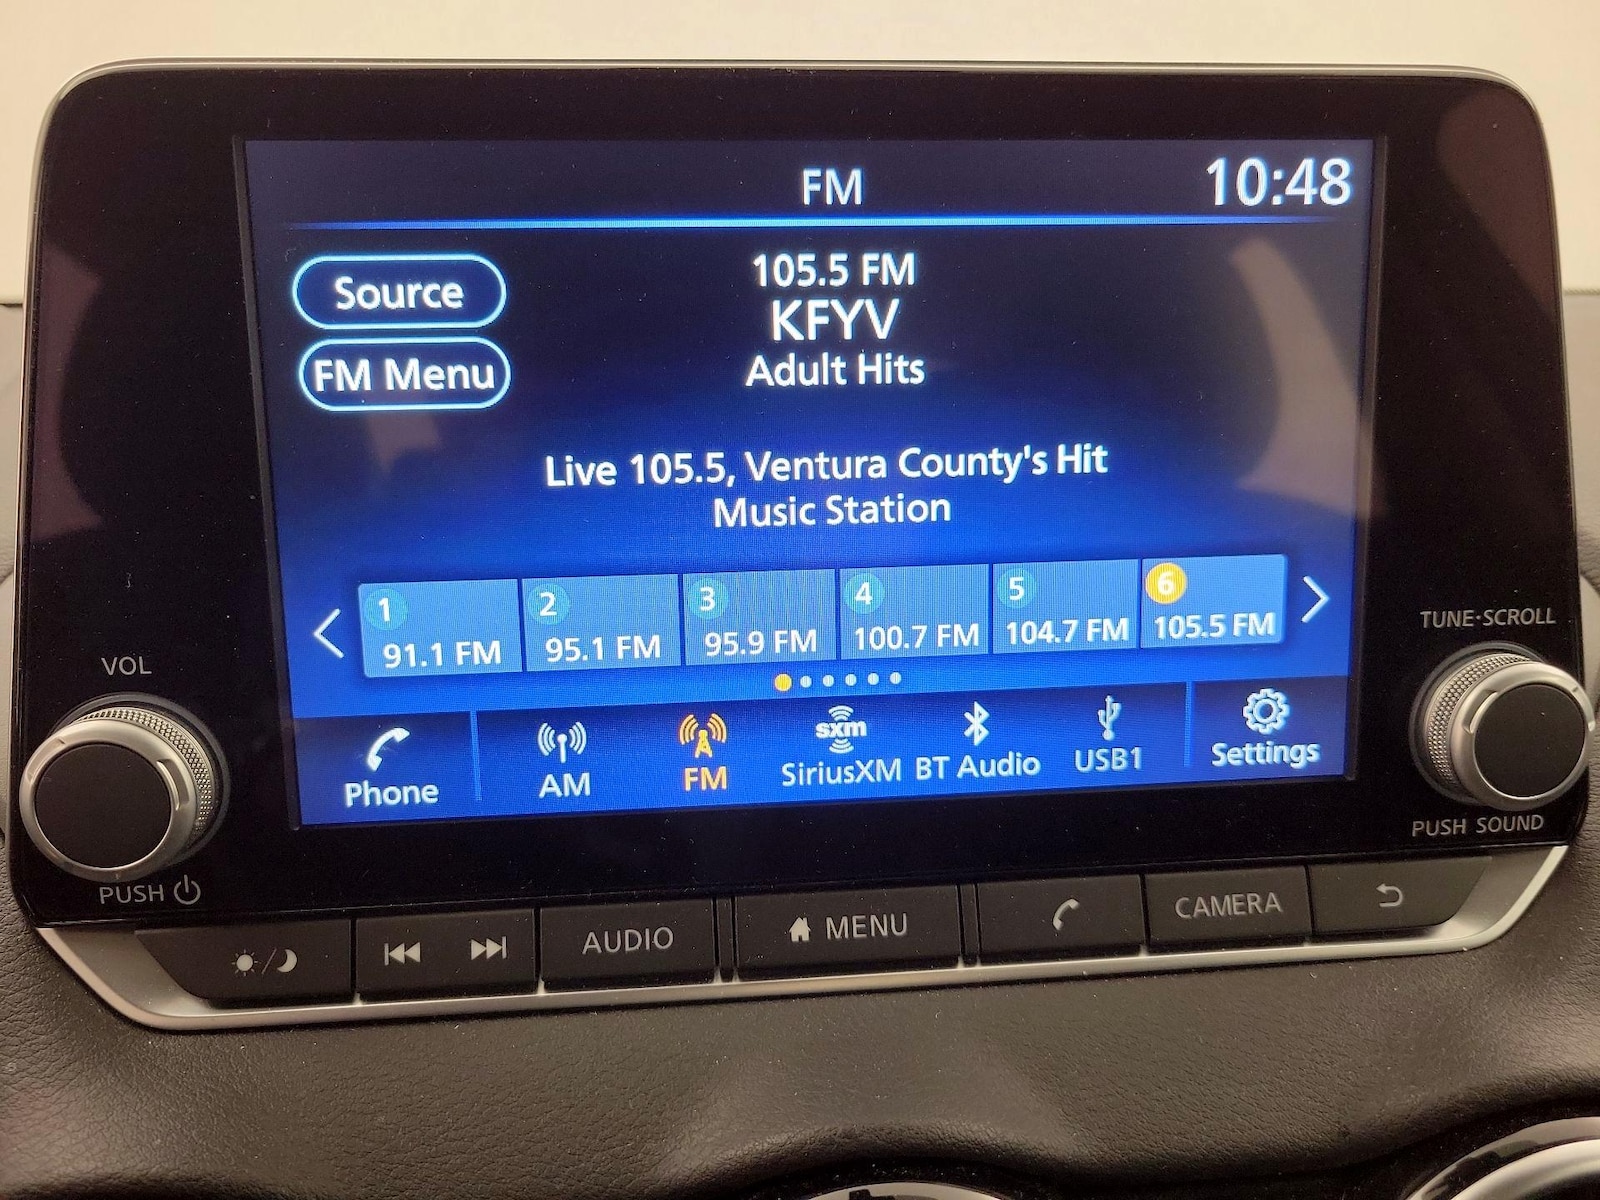 FM
10:48
Source
105.5 FM
KFYV
FM Menu
Adult Hits
Live 105.5, Ventura County's Hit
Music Station
1
91.1 FM
2
95.1 FM
3
95.9 FM
4
100.7 FM
5
104.7 FM
6
105.5 FM
Phone
AM
FM
sxm
SiriusXM
BT Audio
USB1
Settings
VOL
PUSH
TUNE·SCROLL
PUSH SOUND
AUDIO
MENU
CAMERA